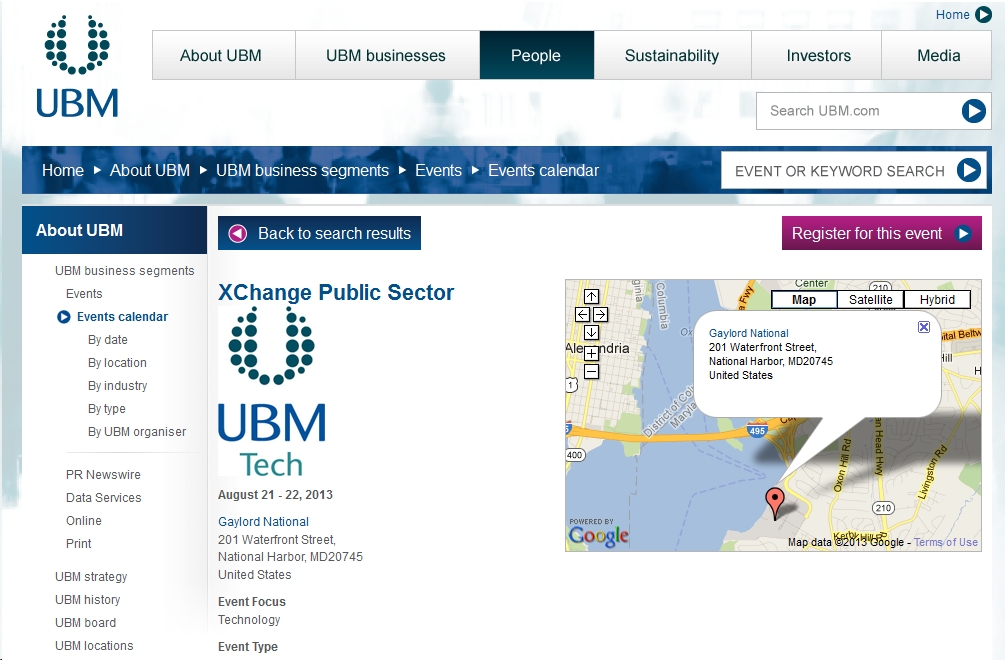 Home
UBM
About UBM
UBM businesses
People
Sustainability
Investors
Media
Search UBM.com
Home
About UBM
UBM business segments
Events
Events calendar
EVENT OR KEYWORD SEARCH
About UBM
UBM business segments
Events
Events calendar
By date
By location
By industry
By type
By UBM organiser
PR Newswire
Data Services
Online
Print
UBM strategy
UBM history
UBM board
UBM locations
Back to search results
Register for this event
XChange Public Sector
UBM
Tech
August 21 - 22, 2013
Gaylord National
201 Waterfront Street,
National Harbor, MD20745
United States
Event Focus
Technology
Event Type
Center
210
Map
Satellite
Hybrid
Columbia
Gaylord National
201 Waterfront Street,
National Harbor, MD20745
United States
1
495
400
Oxon Hill Rd
Livingston Rd
210
POWERED BY
Google
Map data ©2013 Google - Terms of Use